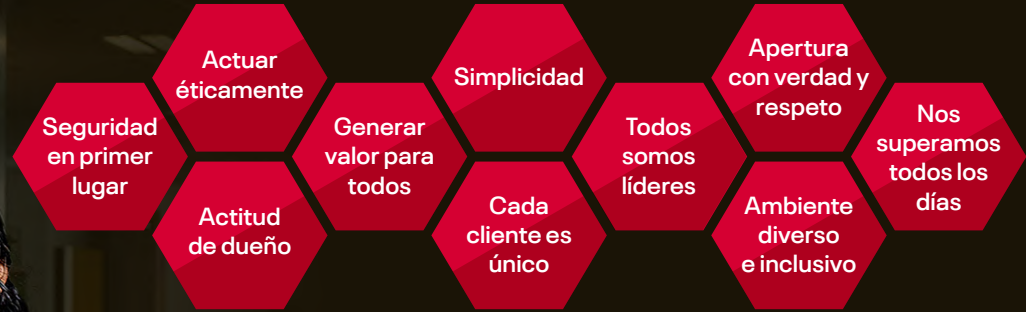 Seguridad
en primer
lugar
Actuar
éticamente
Actitud
de dueño
Generar
valor para
todos
Simplicidad
Cada
cliente es
único
Todos
somos
líderes
Apertura
con verdad y
respeto
Ambiente
diverso
e inclusivo
Nos
superamos
todos los
días